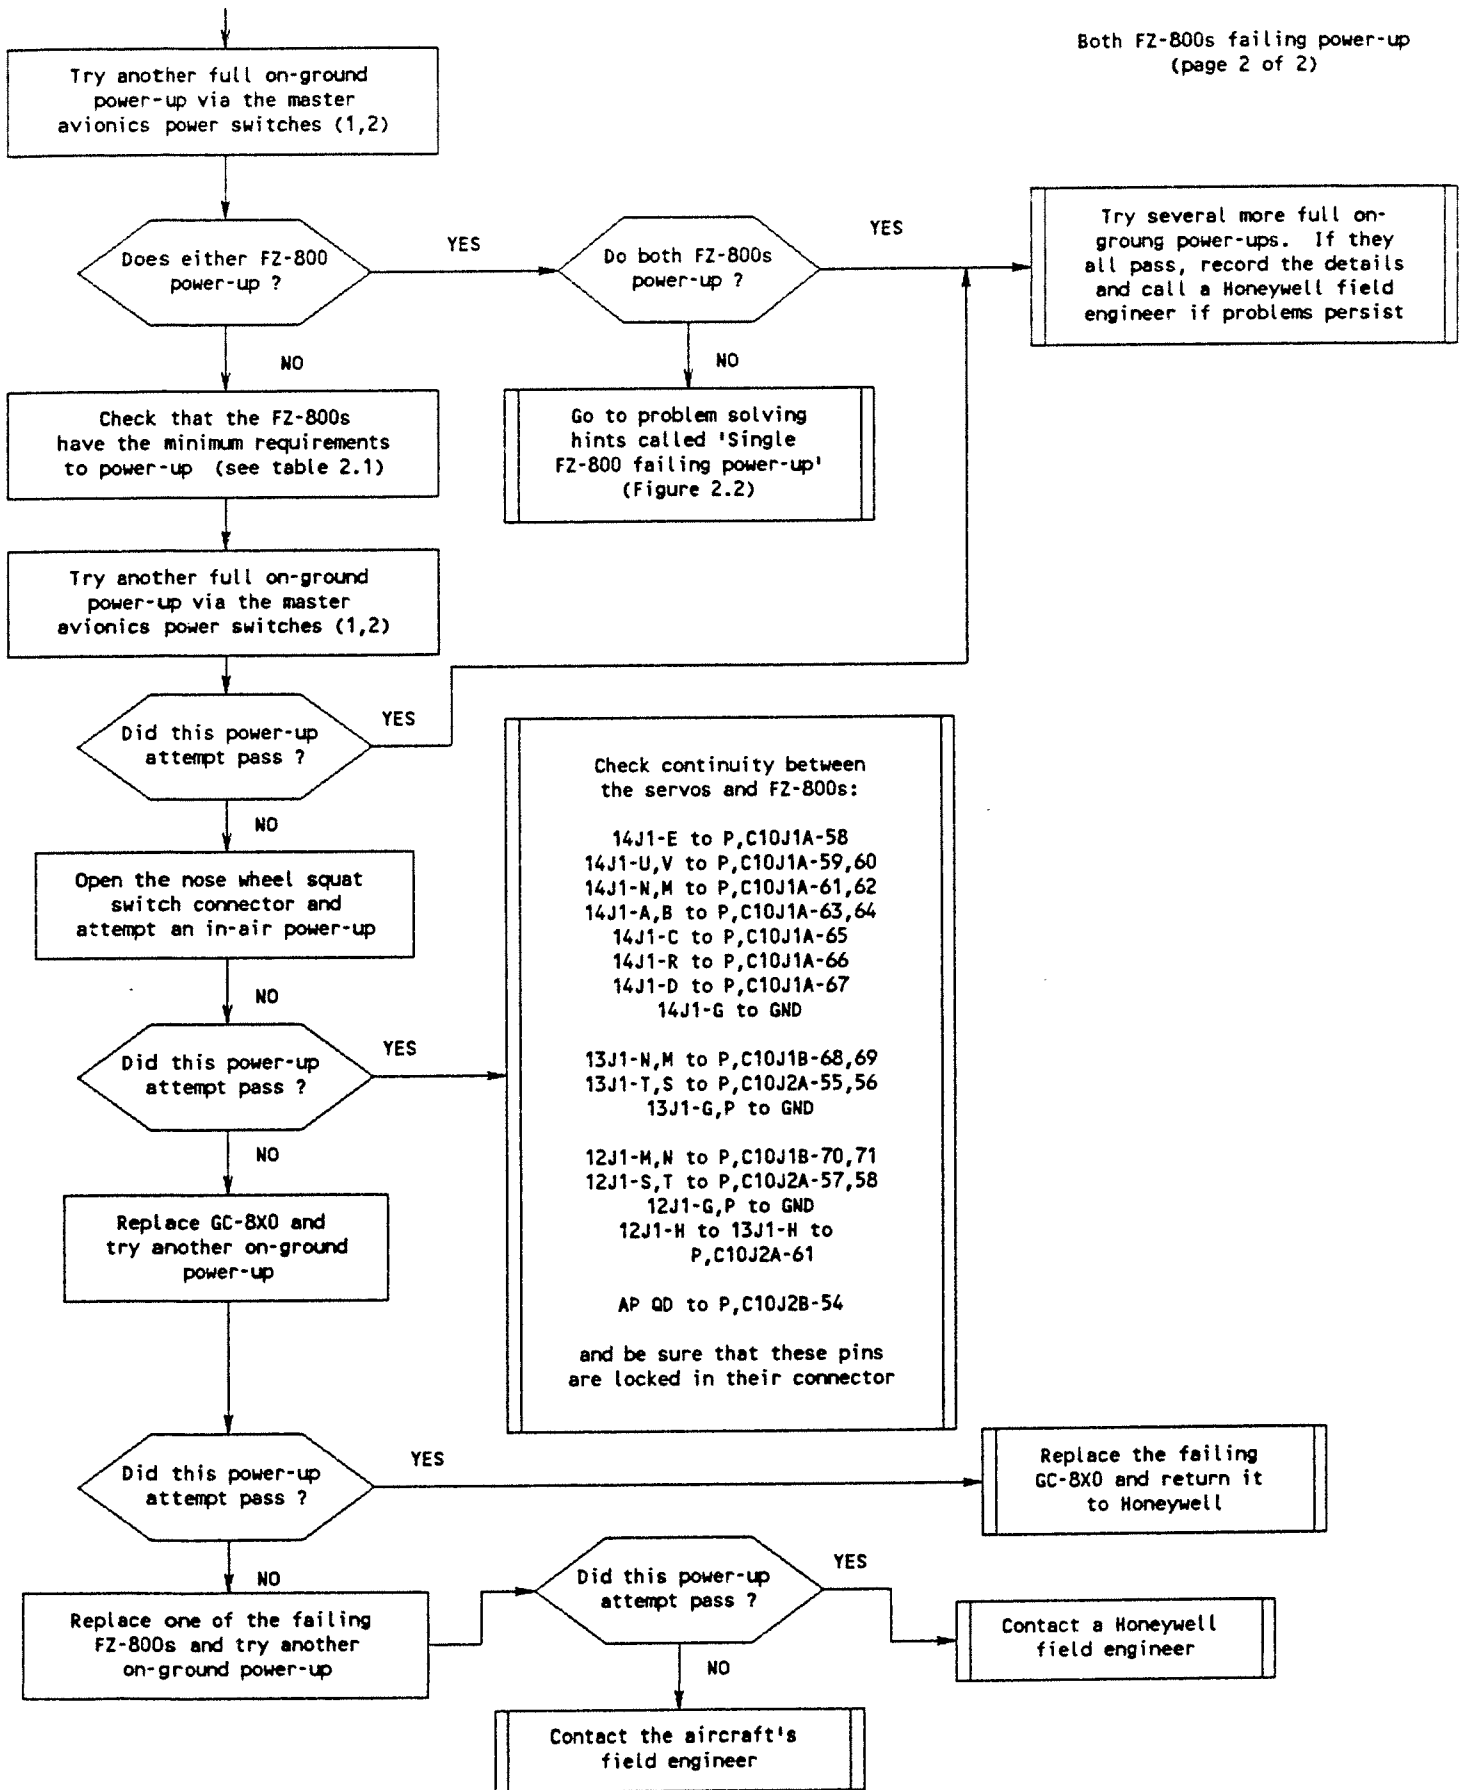 Both FZ-800s failing power-up
(page 2 of 2)
Try another full on-ground
power-up via the master
avionics power switches (1,2)
Does either FZ-800
power-up ?
YES
Do both FZ-800s
power-up ?
YES
Try several more full on-
groung power-ups. If they
all pass, record the details
and call a Honeywell field
engineer if problems persist
NO
NO
Check that the FZ-800s
have the minimum requirements
to power-up (see table 2.1)
Go to problem solving
hints called 'Single
FZ-800 failing power-up'
(Figure 2.2)
Try another full on-ground
power-up via the master
avionics power switches (1,2)
Did this power-up
attempt pass ?
YES
NO
Open the nose wheel squat
switch connector and
attempt an in-air power-up
NO
Did this power-up
attempt pass ?
YES
Check continuity between
the servos and FZ-800s:
14J1-E to P,C10J1A-58
14J1-U,V to P,C10J1A-59,60
14J1-N,M to P,C10J1A-61,62
14J1-A,B to P,C10J1A-63,64
14J1-C to P,C10J1A-65
14J1-R to P,C10J1A-66
14J1-D to P,C10J1A-67
14J1-G to GND
13J1-N,M to P,C10J1B-68,69
13J1-T,S to P,C10J2A-55,56
13J1-G,P to GND
12J1-M,N to P,C10J1B-70,71
12J1-S,T to P,C10J2A-57,58
12J1-G,P to GND
12J1-H to 13J1-H to
P,C10J2A-61
AP QD to P,C10J2B-54
and be sure that these pins
are locked in their connector
NO
Replace GC-8X0 and
try another on-ground
power-up
Did this power-up
attempt pass ?
YES
Replace the failing
GC-8X0 and return it
to Honeywell
NO
Replace one of the failing
FZ-800s and try another
on-ground power-up
Did this power-up
attempt pass ?
YES
Contact a Honeywell
field engineer
NO
Contact the aircraft's
field engineer